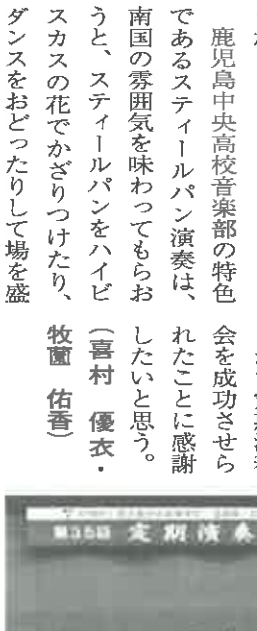 鹿児島中央高校音楽部の特色
であるスティールパン演奏は、
南国の雰囲気を味わってもらお
うと、スティールパンをハイビ
スカスの花でかざりつけたり、
ダンスをおどったりして場を盛
会を成功させら
れたことに感謝
したいと思う。
（喜村　優衣・
牧薗　佑香）
第35回 定期演奏